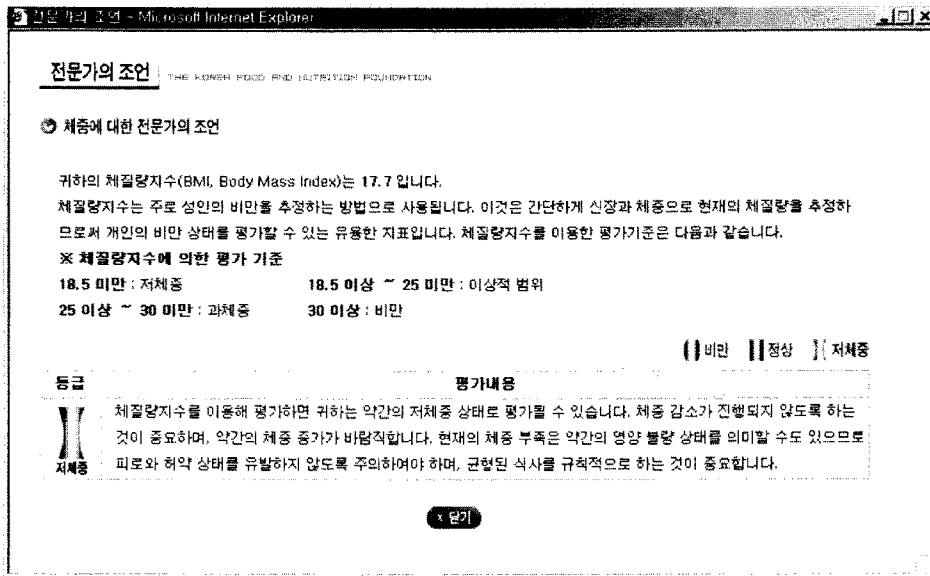 전문가의 조언 - Microsoft Internet Explorer
전문가의 조언 THE KOREA FOOD AND NUTRITION FOUNDATION
체중에 대한 전문가의 조언
귀하의 체질량지수(BMI, Body Mass Index)는 17.7 입니다.
체질량지수는 주로 성인의 비만을 추정하는 방법으로 사용됩니다. 이것은 간단하게 신장과 체중으로 현재의 체질량을 추정하
므로써 개인의 비만 상태를 평가할 수 있는 유용한 지표입니다. 체질량지수를 이용한 평가기준은 다음과 같습니다.
※ 체질량지수에 의한 평가 기준
18.5 미만 : 저체중 18.5 이상 ~ 25 미만 : 이상적 범위
25 이상 ~ 30 미만 : 과체중 30 이상 : 비만
비만 정상 저체중
등급 평가내용
체질량지수를 이용해 평가하면 귀하는 약간의 저체중 상태로 평가될 수 있습니다. 체중 감소가 진행되지 않도록 하는
것이 중요하며, 약간의 체중 증가가 바람직합니다. 현재의 체중 부족은 약간의 영양 불량 상태를 의미할 수도 있으므로
저체중 피로와 허약 상태를 유발하지 않도록 주의하여야 하며, 균형된 식사를 규칙적으로 하는 것이 중요합니다.
x 닫기